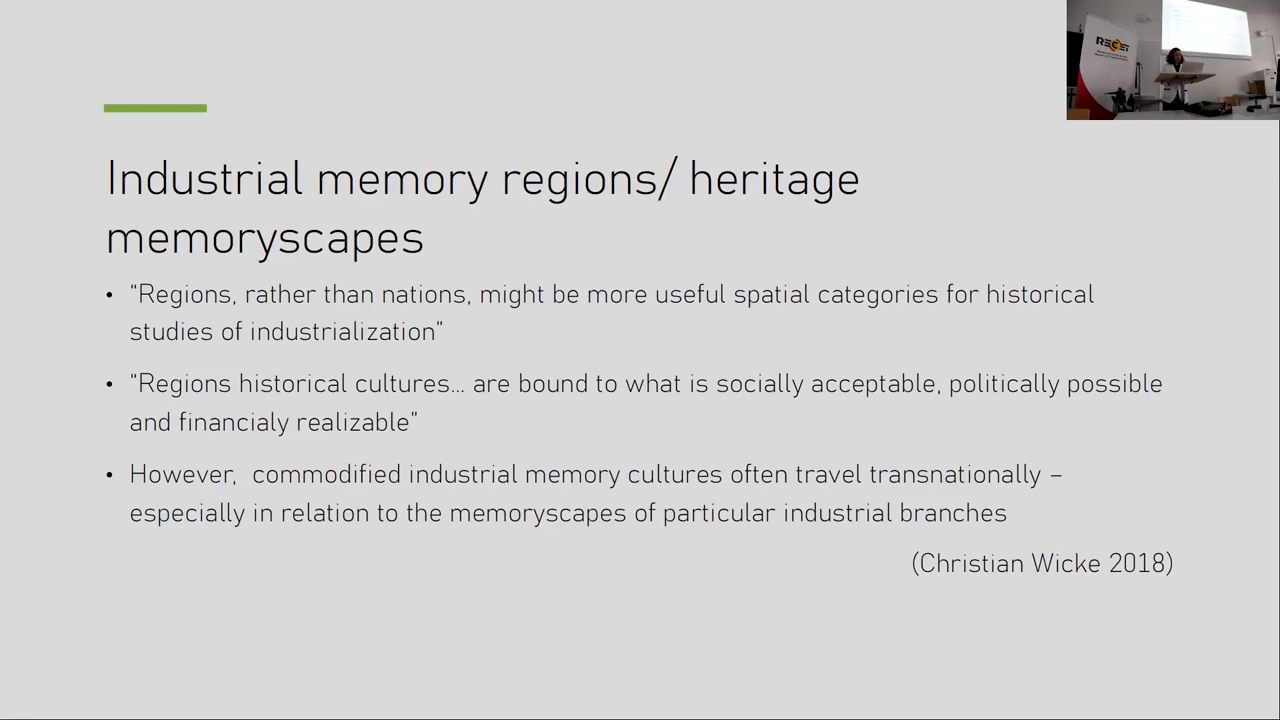 RECET
Industrial memory regions/ heritage
memoryscapes
• “Regions, rather than nations, might be more useful spatial categories for historical
studies of industrialization”
• “Regions historical cultures... are bound to what is socially acceptable, politically possible
and financialy realizable”
• However,  commodified industrial memory cultures often travel transnationally –
especially in relation to the memoryscapes of particular industrial branches
(Christian Wicke 2018)